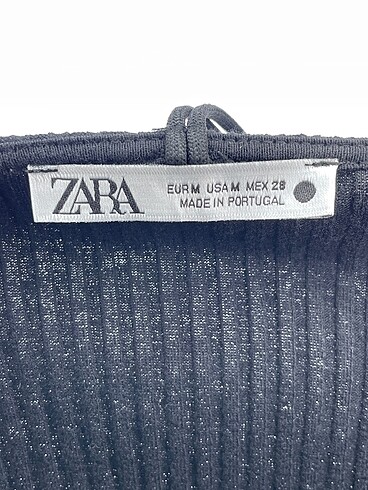 ZARA
EUR M USA M MEX 28
MADE IN PORTUGAL